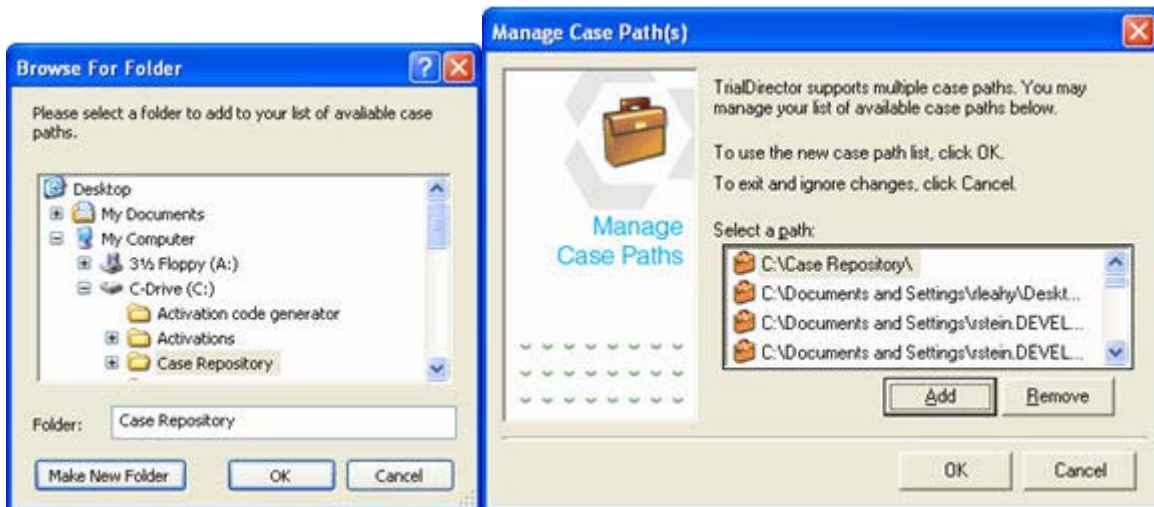 Browse For Folder
Please select a folder to add to your list of available case
paths.
Desktop
My Documents
My Computer
3½ Floppy (A:)
C-Drive (C:)
Activation code generator
Activations
Case Repository
Folder: Case Repository
Make New Folder OK Cancel
Manage Case Path(s)
Manage
Case Paths
TrialDirector supports multiple case paths. You may
manage your list of available case paths below.
To use the new case path list, click OK.
To exit and ignore changes, click Cancel.
Select a path:
C:\Case Repository\
C:\Documents and Settings\rleahy\Deskt...
C:\Documents and Settings\rstein.DEVEL...
C:\Documents and Settings\rstein.DEVEL...
Add Remove
OK Cancel